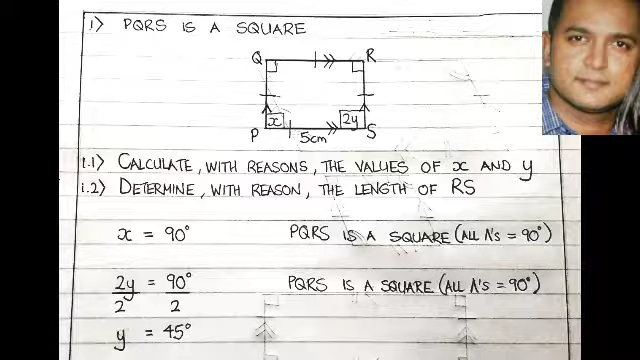 1) PQRS IS A SQUARE
Q R
x 2y
P 5cm S
1.1) CALCULATE, WITH REASONS, THE VALUES OF x AND y
1.2) DETERMINE, WITH REASON, THE LENGTH OF RS
x = 90° PQRS IS A SQUARE (ALL Λ'S = 90°)
2y = 90° PQRS IS A SQUARE (ALL Λ'S = 90°)
2 2
y = 45°